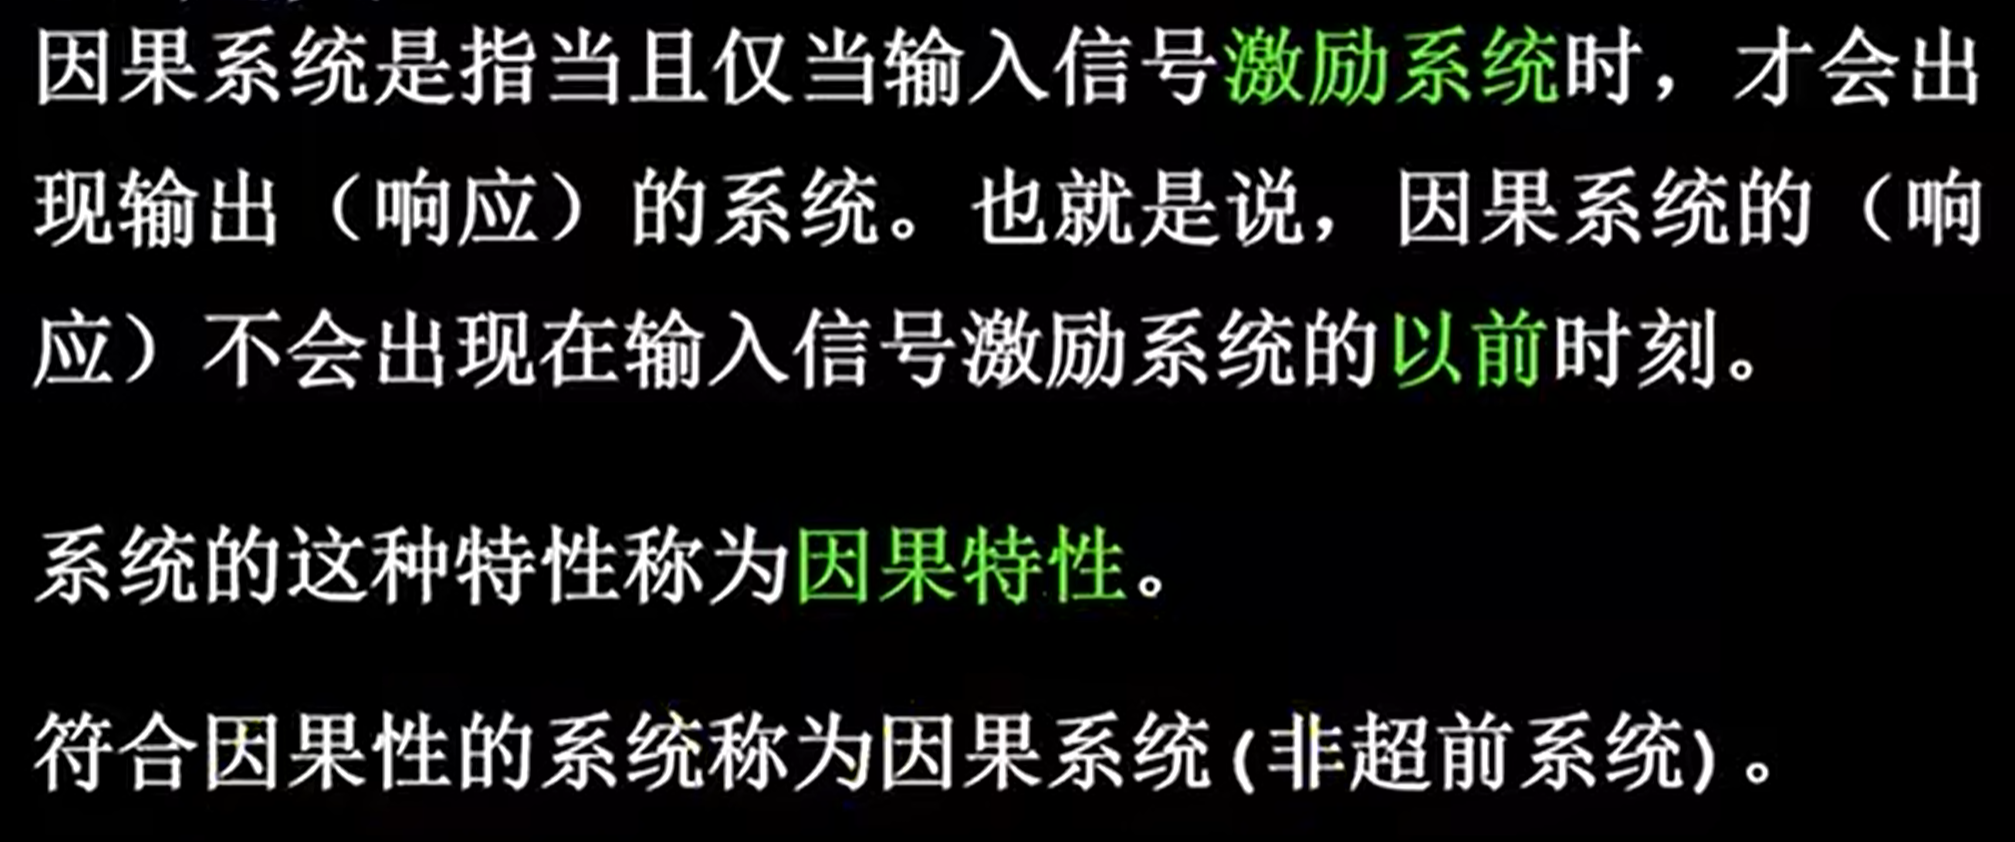 因果系统是指当且仅当输入信号激励系统时，才会出
现输出（响应）的系统。也就是说，因果系统的（响
应）不会出现在输入信号激励系统的以前时刻。
系统的这种特性称为因果特性。
符合因果性的系统称为因果系统(非超前系统)。